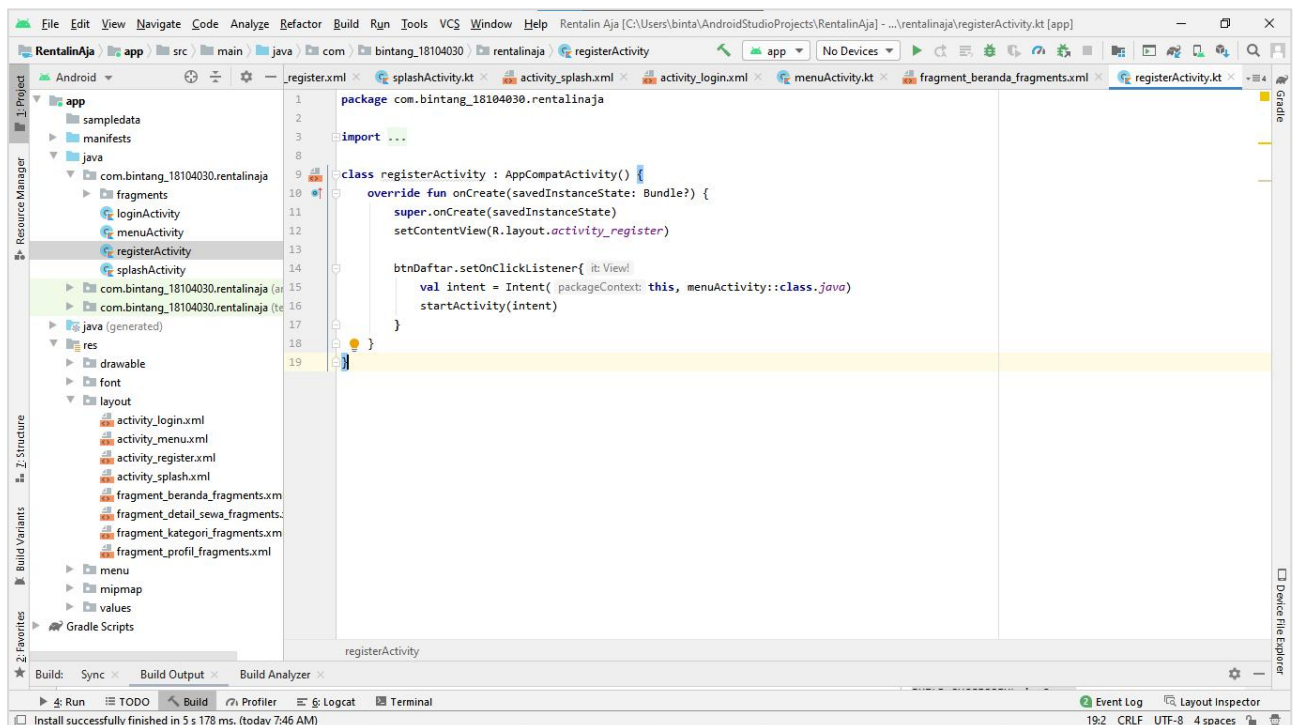 File Edit View Navigate Code Analyze Refactor Build Run Tools VCS Window Help Rentalin Aja [C:\Users\binta\AndroidStudioProjects\RentalinAja] - ...\rentalinaja\registerActivity.kt [app]
RentalinAja app src main java com bintang_18104030 rentalinaja registerActivity app No Devices
Android _register.xml splashActivity.kt activity_splash.xml activity_login.xml menuActivity.kt fragment_beranda_fragments.xml registerActivity.kt 4
1: Project
Resource Manager
7: Structure
Build Variants
2: Favorites
app
sampledata
manifests
java
com.bintang_18104030.rentalinaja
fragments
loginActivity
menuActivity
registerActivity
splashActivity
com.bintang_18104030.rentalinaja (ar
com.bintang_18104030.rentalinaja (te
java (generated)
res
drawable
font
layout
activity_login.xml
activity_menu.xml
activity_register.xml
activity_splash.xml
fragment_beranda_fragments.xm
fragment_detail_sewa_fragments.
fragment_kategori_fragments.xm
fragment_profil_fragments.xml
menu
mipmap
values
Gradle Scripts
1 package com.bintang_18104030.rentalinaja
2
3 import ...
8
9 class registerActivity : AppCompatActivity() {
10 override fun onCreate(savedInstanceState: Bundle?) {
11 super.onCreate(savedInstanceState)
12 setContentView(R.layout.activity_register)
13
14 btnDaftar.setOnClickListener{ it: View!
15 val intent = Intent( packageContext: this, menuActivity::class.java)
16 startActivity(intent)
17 }
18 }
19 }
registerActivity
Gradle
Device File Explorer
Build: Sync Build Output Build Analyzer
4: Run TODO Build Profiler 6: Logcat Terminal 2 Event Log Layout Inspector
Install successfully finished in 5 s 178 ms. (today 7:46 AM) 19:2 CRLF UTF-8 4 spaces